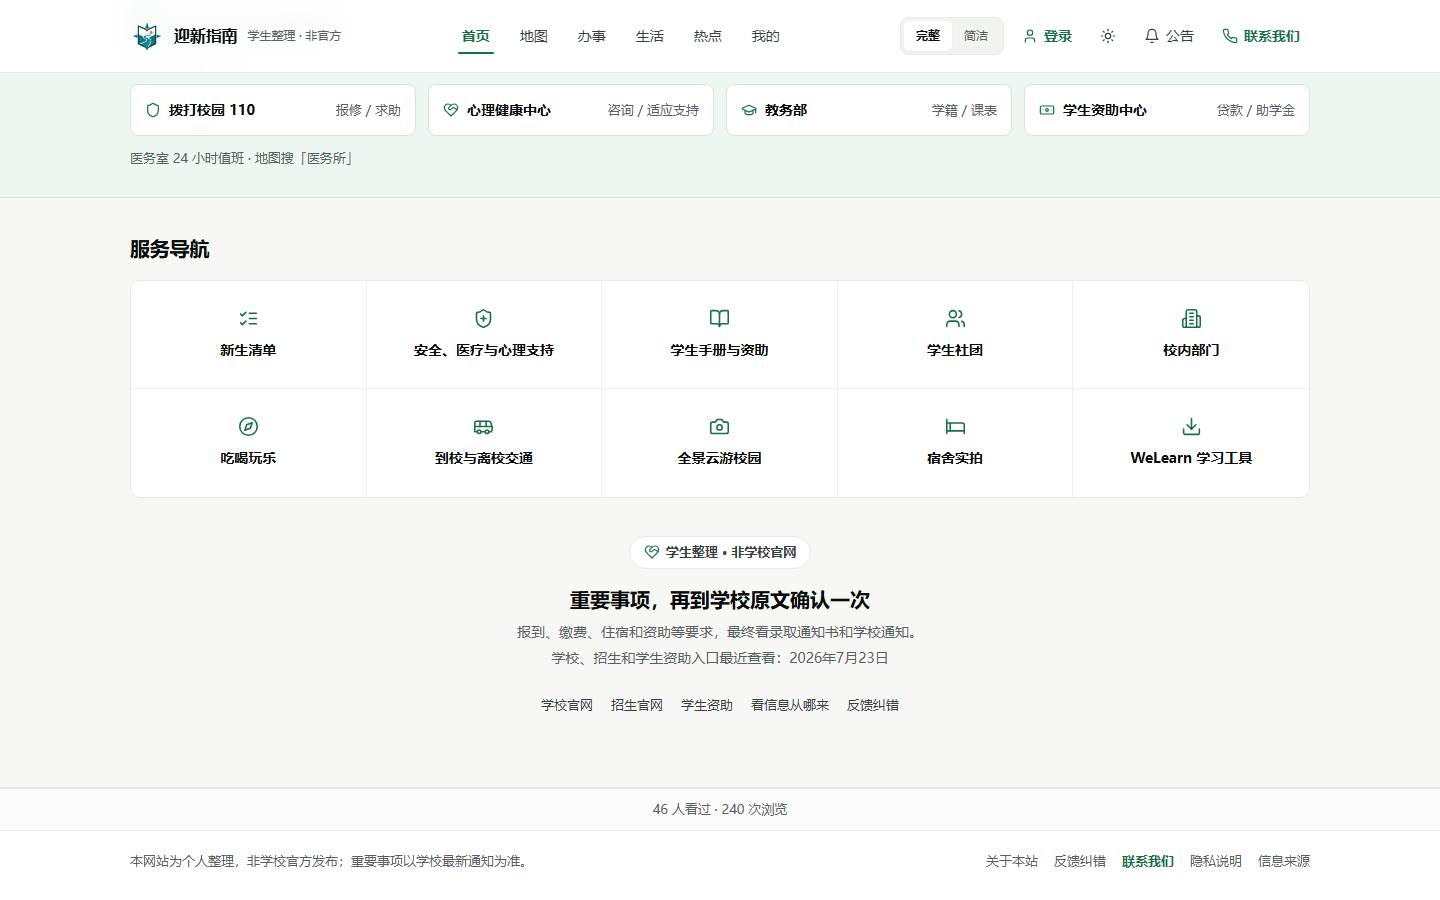 迎新指南 学生整理 · 非官方 首页 地图 办事 生活 热点 我的 完整 简洁 登录 公告 联系我们
拨打校园 110 报修 / 求助 心理健康中心 咨询 / 适应支持 教务部 学籍 / 课表 学生资助中心 贷款 / 助学金
医务室 24 小时值班 · 地图搜「医务所」
服务导航
新生清单 安全、医疗与心理支持 学生手册与资助 学生社团 校内部门
吃喝玩乐 到校与离校交通 全景云游校园 宿舍实拍 WeLearn 学习工具
学生整理 • 非学校官网
重要事项，再到学校原文确认一次
报到、缴费、住宿和资助等要求，最终看录取通知书和学校通知。
学校、招生和学生资助入口最近查看：2026年7月23日
学校官网 招生官网 学生资助 看信息从哪来 反馈纠错
46 人看过 · 240 次浏览
本网站为个人整理，非学校官方发布；重要事项以学校最新通知为准。 关于本站 反馈纠错 联系我们 隐私说明 信息来源